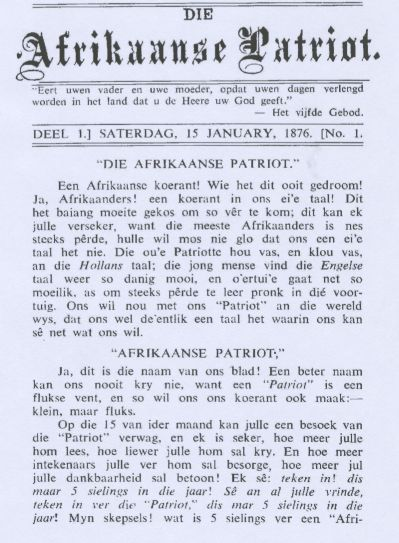 DIE
Afrikaanse Patriot.
"Eert uwen vader en uwe moeder, opdat uwen dagen verlengd
worden in het land dat u de Heere uw God geeft."
— Het vijfde Gebod.
DEEL 1.] SATERDAG, 15 JANUARY, 1876. [No. 1.
"DIE AFRIKAANSE PATRIOT."
Een Afrikaanse koerant! Wie het dit ooit gedroom!
Ja, Afrikaanders! een koerant in ons ei'e taal! Dit
het baiang moeite gekos om so vêr te kom; dit kan ek
julle verseker, want die meeste Afrikaanders is nes
steeks pêrde, hulle wil mos nie glo dat ons een ei'e
taal het nie. Die ou'e Patriotte hou vas, en klou vas,
an die Hollans taal; die jong mense vind die Engelse
taal weer so danig mooi, en o'ertui'e gaat net so
moeilik, as om steeks pêrde te leer pronk in dié voor-
tuig. Ons wil nou met ons "Patriot" an die wereld
wys, dat ons wel de'entlik een taal het waarin ons kan
sê net wat ons wil.
"AFRIKAANSE PATRIOT;"
Ja, dit is die naam van ons blad! Een beter naam
kan ons nooit kry nie, want een "Patriot" is een
flukse vent, en so wil ons ons koerant ook maak:—
klein, maar fluks.
Op die 15 van ider maand kan julle een besoek van
die "Patriot" verwag, en ek is seker, hoe meer julle
hom lees, hoe liewer julle hom sal kry. En hoe meer
intekenaars julle ver hom sal besorge, hoe meer jul
julle dankbaarheid sal betoon! Ek sê: teken in! dis
maar 5 sielings in die jaar! Sê an al julle vrinde,
teken in ver die "Patriot," dis mar 5 sielings in die
jaar! Myn skepsels! wat is 5 sielings ver een "Afri-